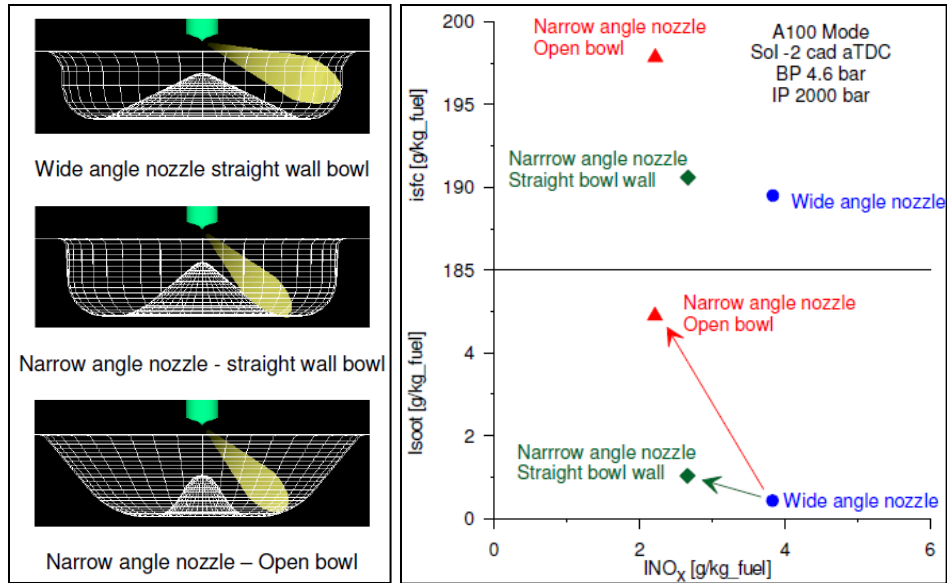 Wide angle nozzle straight wall bowl
Narrow angle nozzle - straight wall bowl
Narrow angle nozzle – Open bowl
200
195
190
185
isfc [g/kg_fuel]
Narrow angle nozzle
Open bowl
A100 Mode
SoI -2 cad aTDC
BP 4.6 bar
IP 2000 bar
Narrrow angle nozzle
Straight bowl wall
Wide angle nozzle
4
2
0
Isoot [g/kg_fuel]
Narrow angle nozzle
Open bowl
Narrrow angle nozzle
Straight bowl wall
Wide angle nozzle
0
2
4
6
INOX [g/kg_fuel]